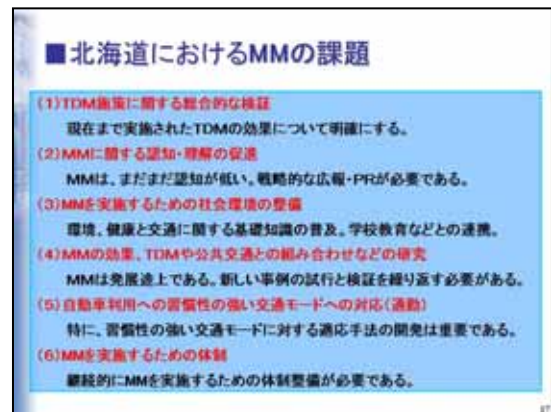 ■北海道におけるMMの課題
(1)TDM施策に関する総合的な検証
現在まで実施されたTDMの効果について明確にする。
(2)MMに関する認知・理解の促進
MMは、まだまだ認知が低い。戦略的な広報・PRが必要である。
(3)MMを実施するための社会環境の整備
環境、健康と交通に関する基礎知識の普及。学校教育などとの連携。
(4)MMの効果、TDMや公共交通との組み合わせなどの研究
MMは発展途上である。新しい事例の試行と検証を繰り返す必要がある。
(5)自動車利用への習慣性の強い交通モードへの対応(通勤)
特に、習慣性の強い交通モードに対する適応手法の開発は重要である。
(6)MMを実施するための体制
継続的にMMを実施するための体制整備が必要である。